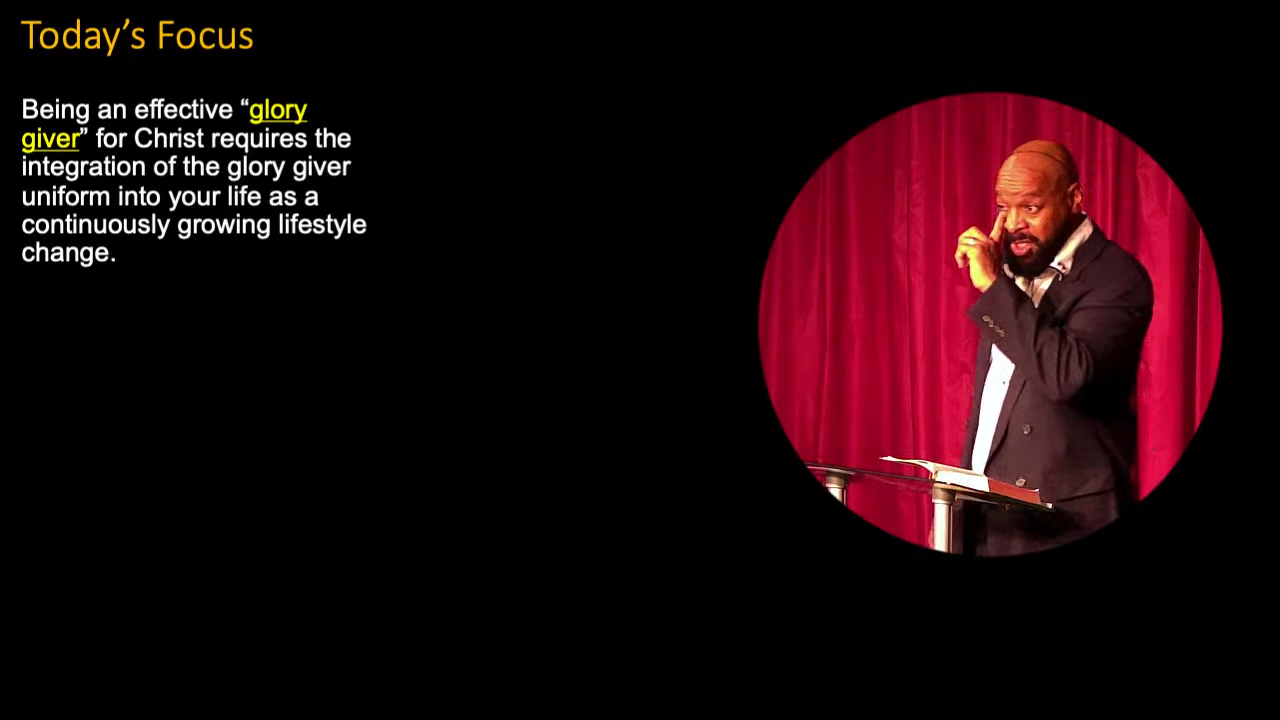 Today’s Focus
Being an effective “glory
giver” for Christ requires the
integration of the glory giver
uniform into your life as a
continuously growing lifestyle
change.